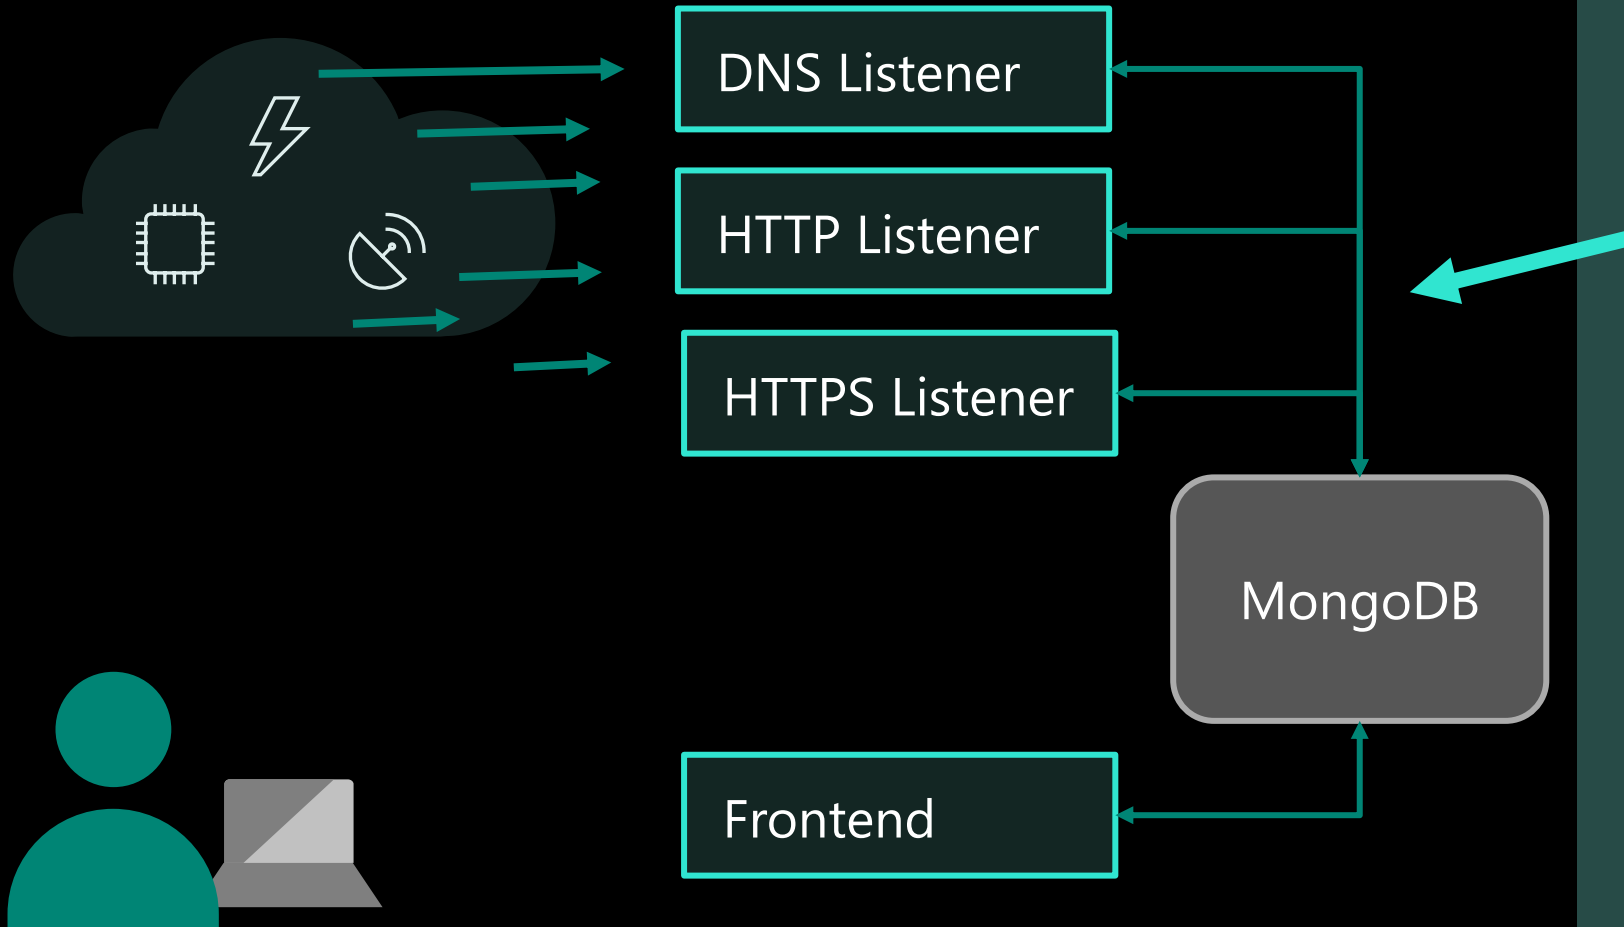 DNS Listener
HTTP Listener
HTTPS Listener
MongoDB
Frontend